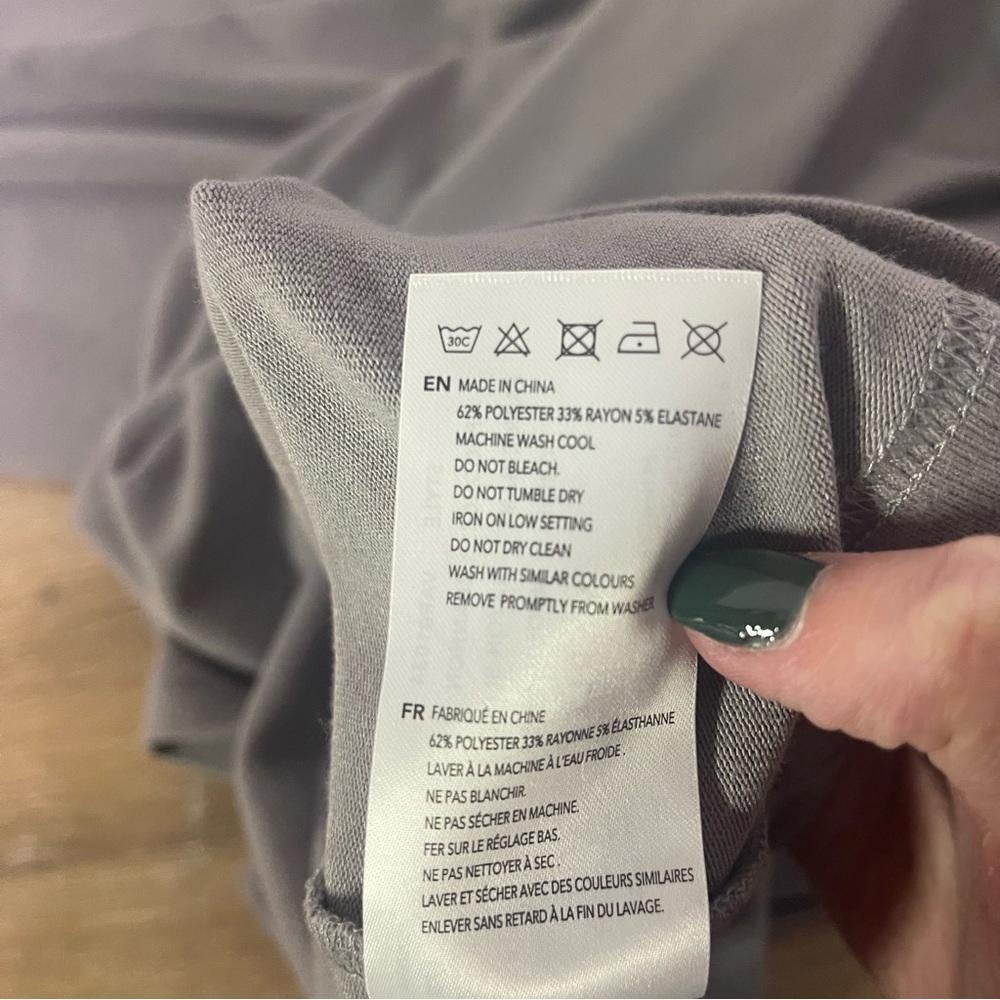 30C
EN MADE IN CHINA
62% POLYESTER 33% RAYON 5% ELASTANE
MACHINE WASH COOL
DO NOT BLEACH.
DO NOT TUMBLE DRY
IRON ON LOW SETTING
DO NOT DRY CLEAN
WASH WITH SIMILAR COLOURS
REMOVE PROMPTLY FROM WASHER
FR FABRIQUÉ EN CHINE
62% POLYESTER 33% RAYONNE 5% ÉLASTHANNE
LAVER À LA MACHINE À L'EAU FROIDE.
NE PAS BLANCHIR.
NE PAS SÉCHER EN MACHINE.
FER SUR LE RÉGLAGE BAS.
NE PAS NETTOYER À SEC.
LAVER ET SÉCHER AVEC DES COULEURS SIMILAIRES
ENLEVER SANS RETARD À LA FIN DU LAVAGE.